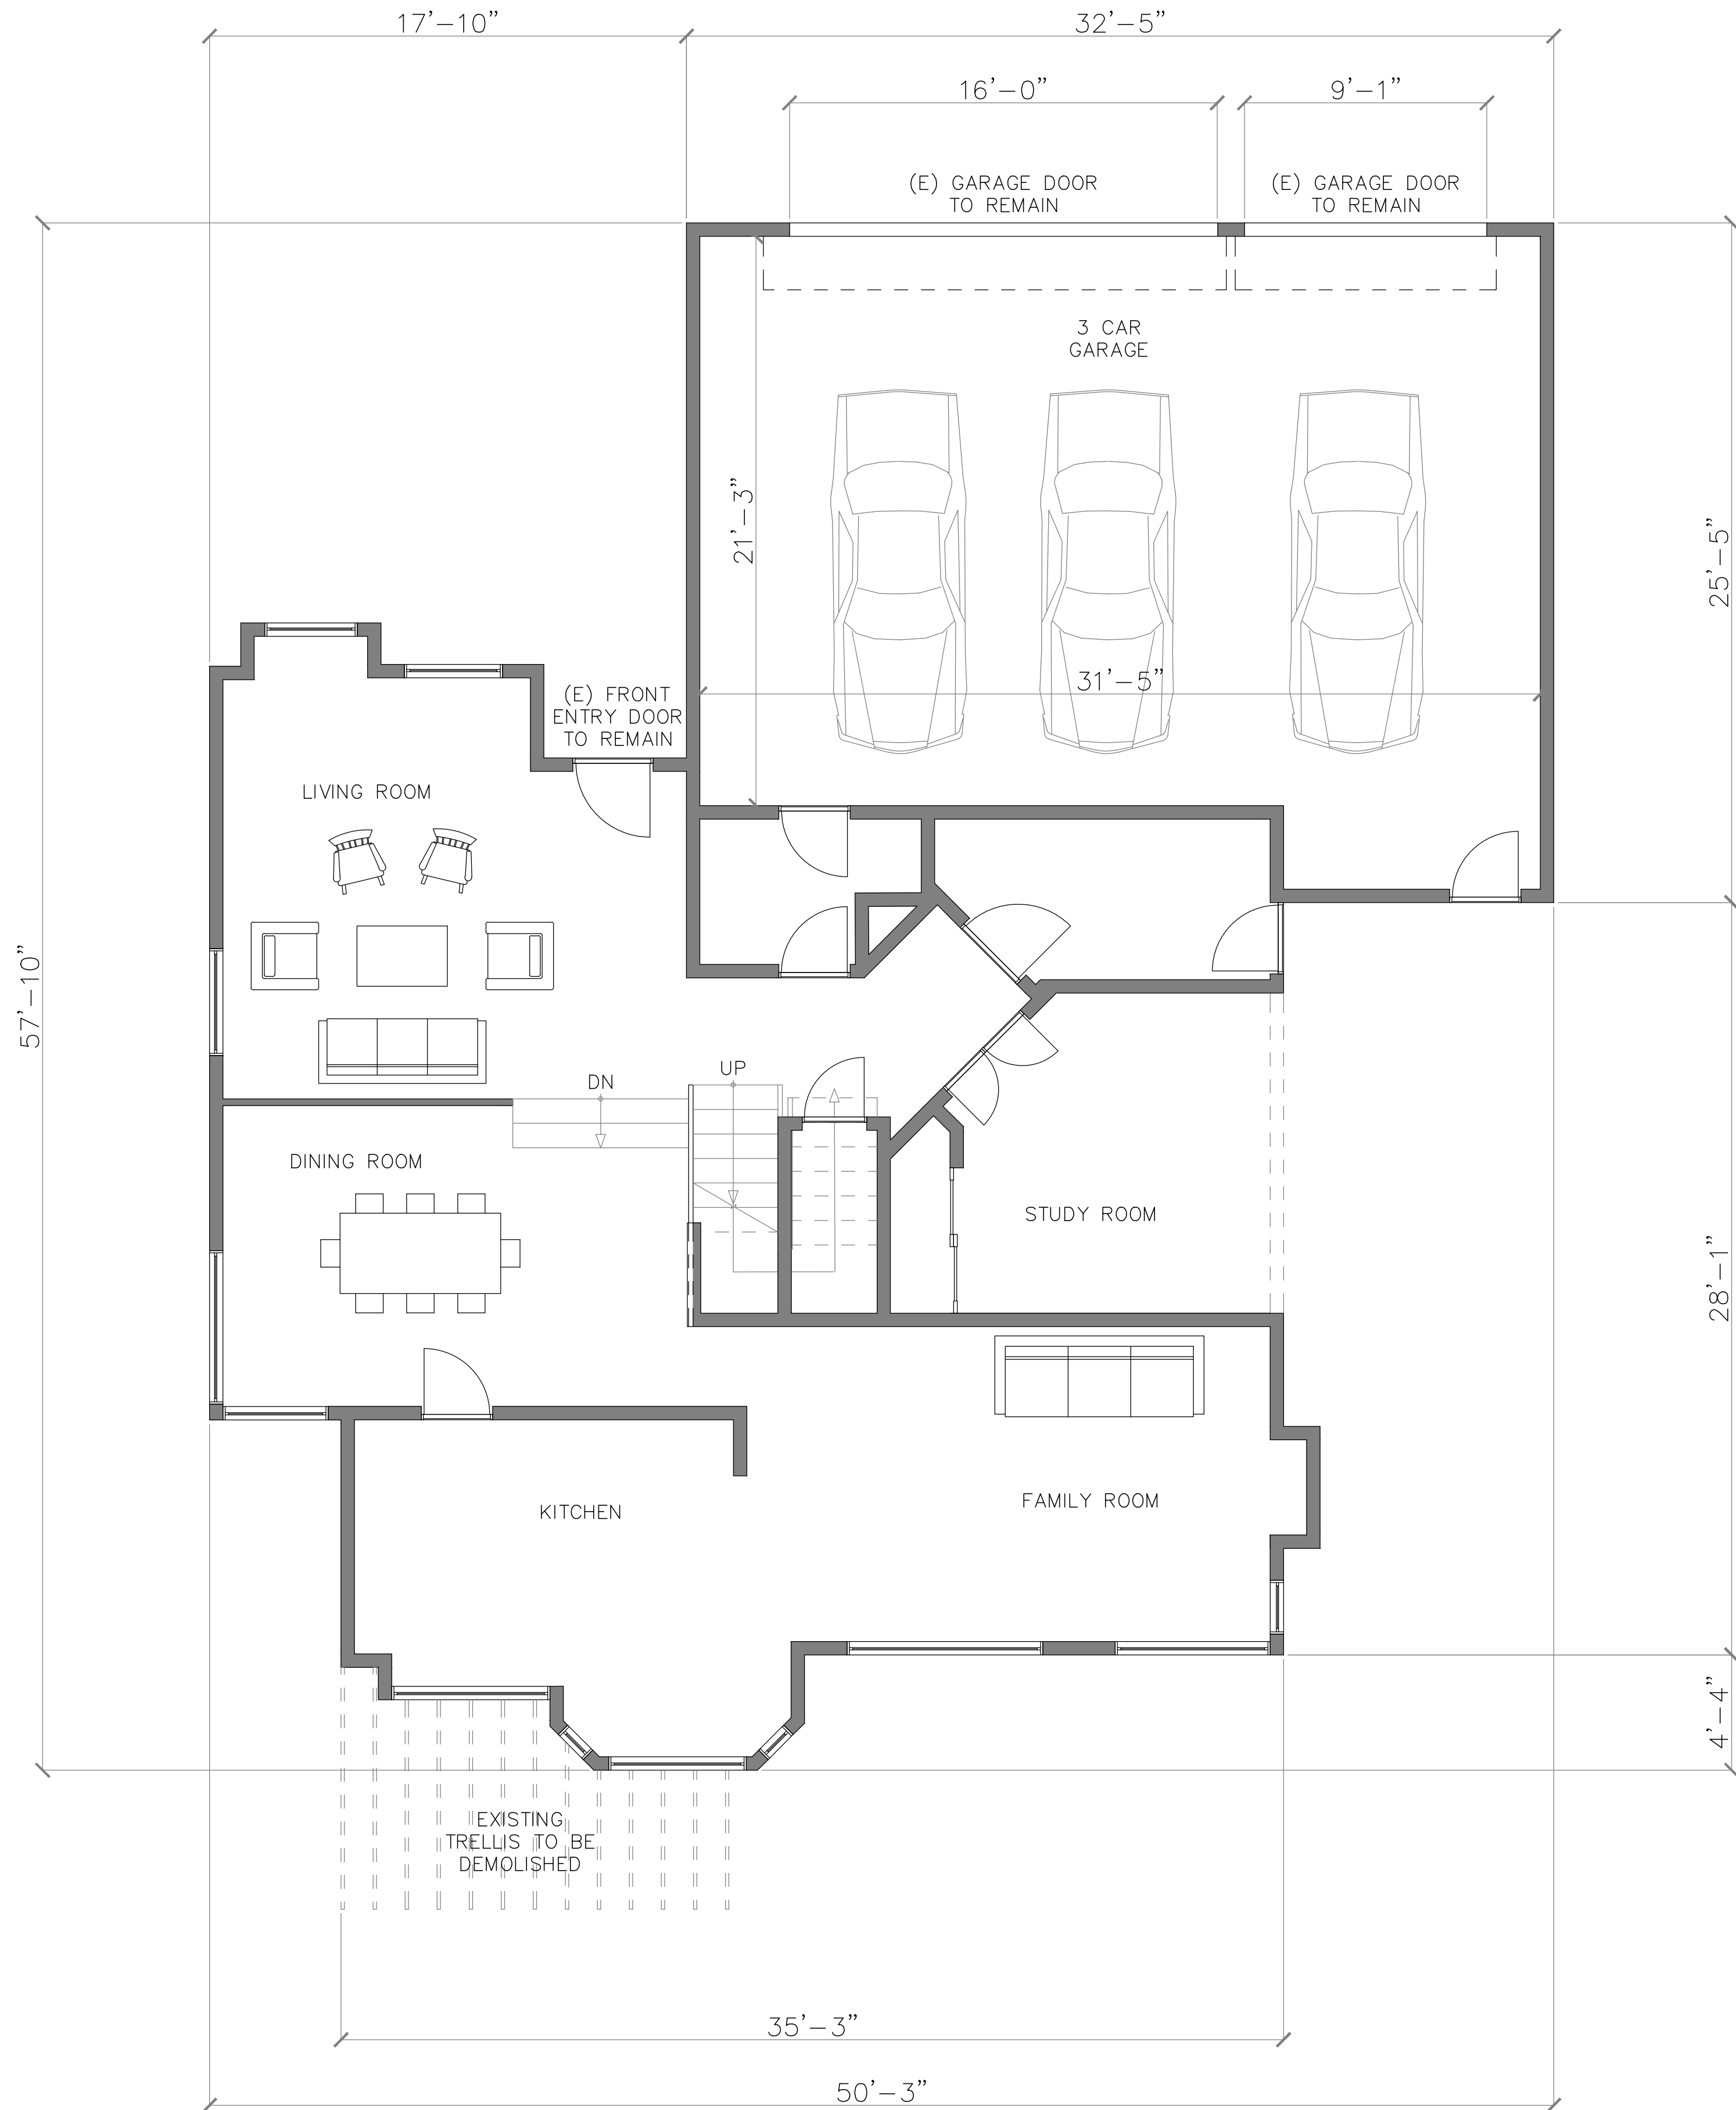 17'-10"
32'-5"
16'-0"
9'-1"
(E) GARAGE DOOR
TO REMAIN
(E) GARAGE DOOR
TO REMAIN
3 CAR
GARAGE
21'-3"
25'-5"
31'-5"
(E) FRONT
ENTRY DOOR
TO REMAIN
LIVING ROOM
57'-10"
DN
UP
DINING ROOM
STUDY ROOM
28'-1"
KITCHEN
FAMILY ROOM
4'-4"
EXISTING
TRELLIS TO BE
DEMOLISHED
35'-3"
50'-3"